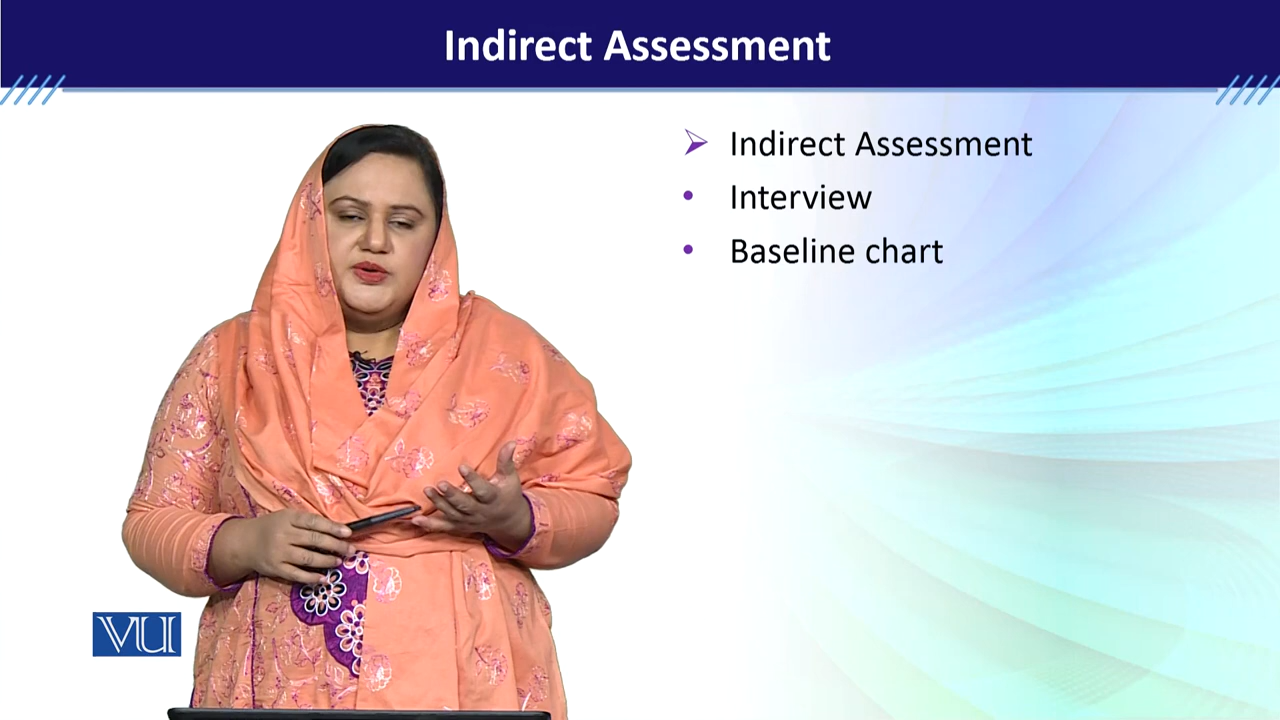 Indirect Assessment
Indirect Assessment
Interview
Baseline chart
VU